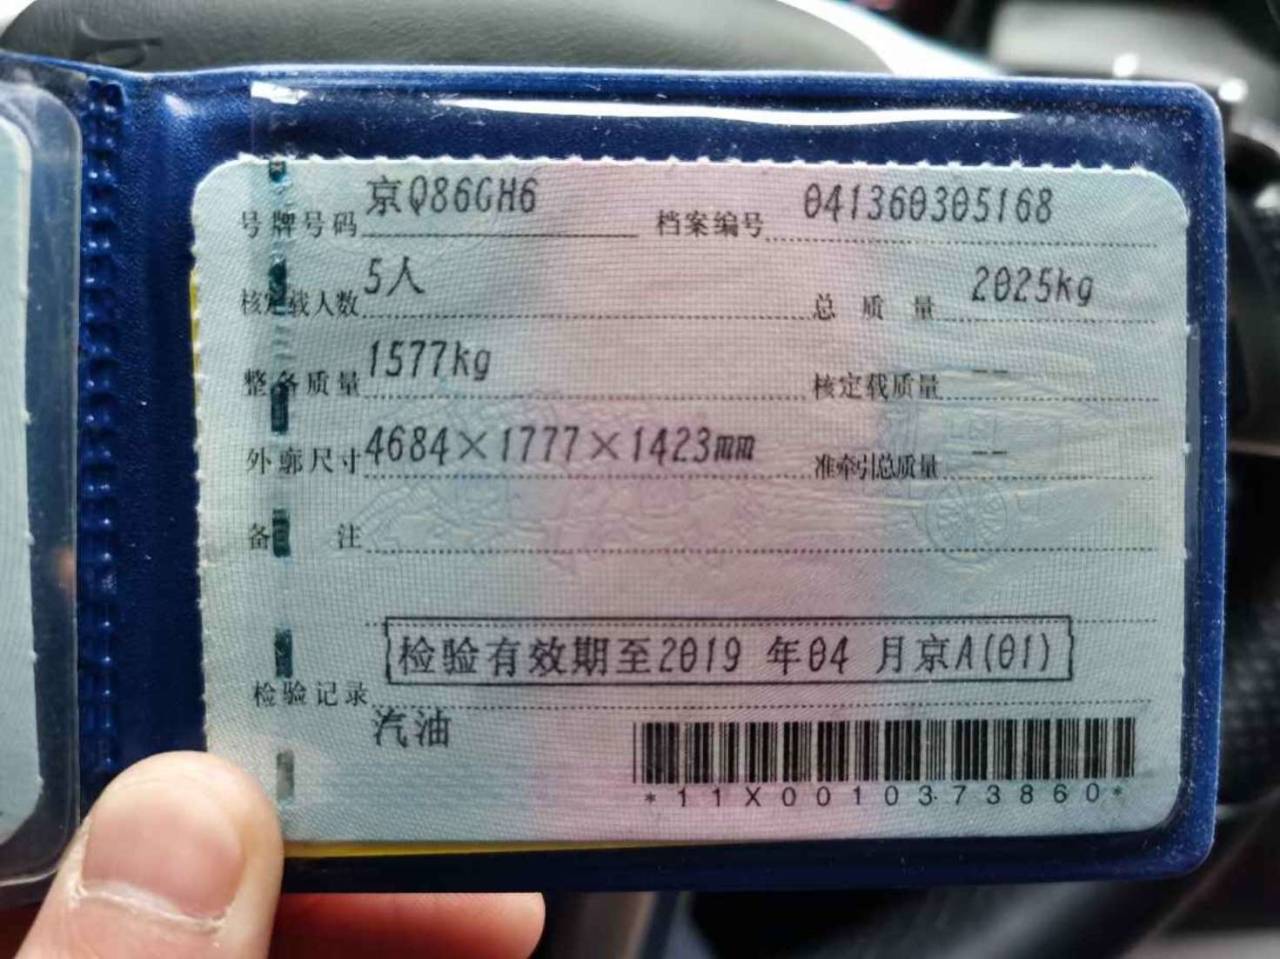 号牌号码 京Q86GH6 档案编号 041360305168
核定载人数 5人 总质量 2025kg
整备质量 1577kg 核定载质量 --
外廓尺寸 4684×1777×1423mm 准牵引总质量 --
备注
检验有效期至2019 年04 月京A(01)
检验记录
汽油
*11X0010373860*